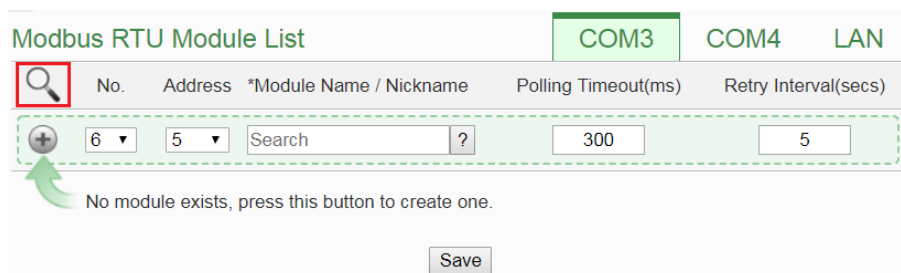 Modbus RTU Module List COM3 COM4 LAN
No. Address *Module Name / Nickname Polling Timeout(ms) Retry Interval(secs)
6 5 Search ? 300 5
No module exists, press this button to create one.
Save